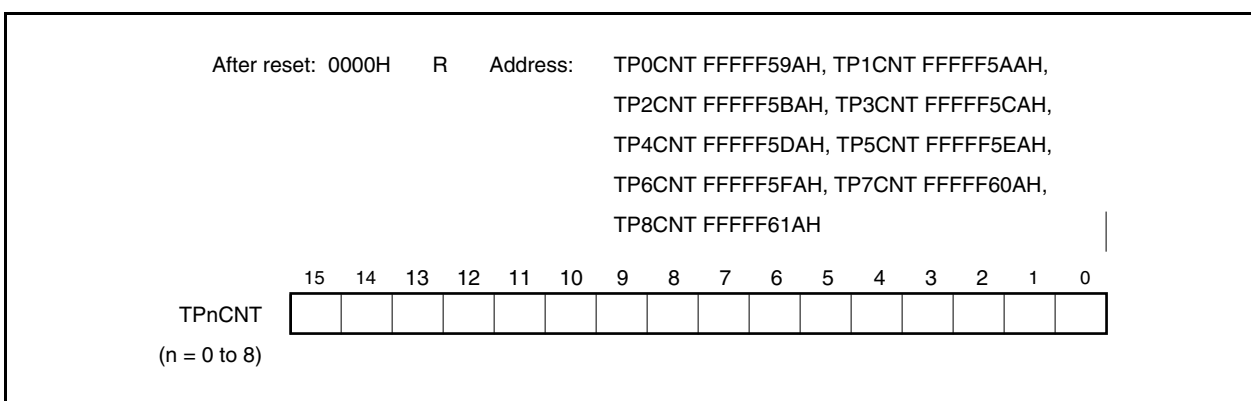 After reset: 0000H R Address: TP0CNT FFFFF59AH, TP1CNT FFFFF5AAH,
TP2CNT FFFFF5BAH, TP3CNT FFFFF5CAH,
TP4CNT FFFFF5DAH, TP5CNT FFFFF5EAH,
TP6CNT FFFFF5FAH, TP7CNT FFFFF60AH,
TP8CNT FFFFF61AH
15 14 13 12 11 10 9 8 7 6 5 4 3 2 1 0
TPnCNT
(n = 0 to 8)